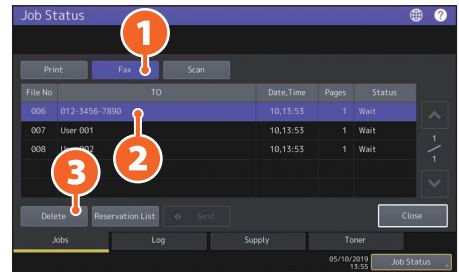 Job Status ?
1
Print Fax Scan
File No TO Date,Time Pages Status
006 012-3456-7890 10,13:53 1 Wait
007 User 001 10,13:53 1 Wait
008 User 002 10,13:53 1 Wait
1
/
1
2
3
Delete Reservation List Send Close
Jobs Log Supply Toner
05/10/2019
13:55 Job Status